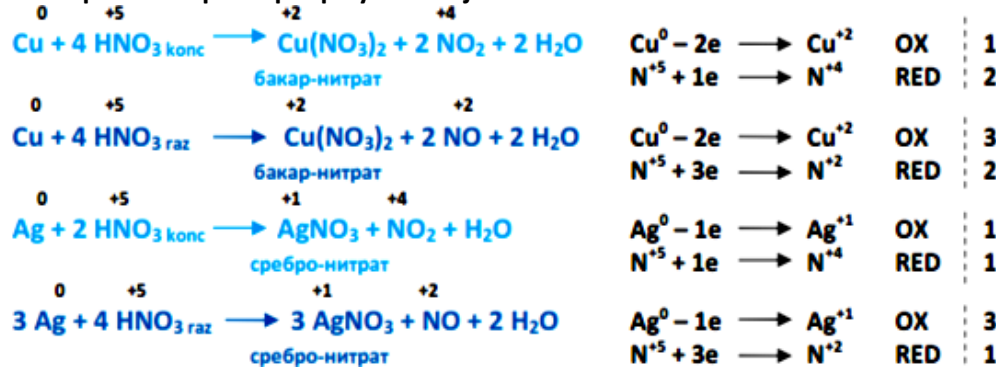 0 +5 +2 +4
Cu + 4 HNO₃ konc ⟶ Cu(NO₃)₂ + 2 NO₂ + 2 H₂O Cu⁰ – 2e ⟶ Cu⁺² OX 1
бакар-нитрат N⁺⁵ + 1e ⟶ N⁺⁴ RED 2
0 +5 +2 +2
Cu + 4 HNO₃ raz ⟶ Cu(NO₃)₂ + 2 NO + 2 H₂O Cu⁰ – 2e ⟶ Cu⁺² OX 3
бакар-нитрат N⁺⁵ + 3e ⟶ N⁺² RED 2
0 +5 +1 +4
Ag + 2 HNO₃ konc ⟶ AgNO₃ + NO₂ + H₂O Ag⁰ – 1e ⟶ Ag⁺¹ OX 1
сребро-нитрат N⁺⁵ + 1e ⟶ N⁺⁴ RED 1
0 +5 +1 +2
3 Ag + 4 HNO₃ raz ⟶ 3 AgNO₃ + NO + 2 H₂O Ag⁰ – 1e ⟶ Ag⁺¹ OX 3
сребро-нитрат N⁺⁵ + 3e ⟶ N⁺² RED 1